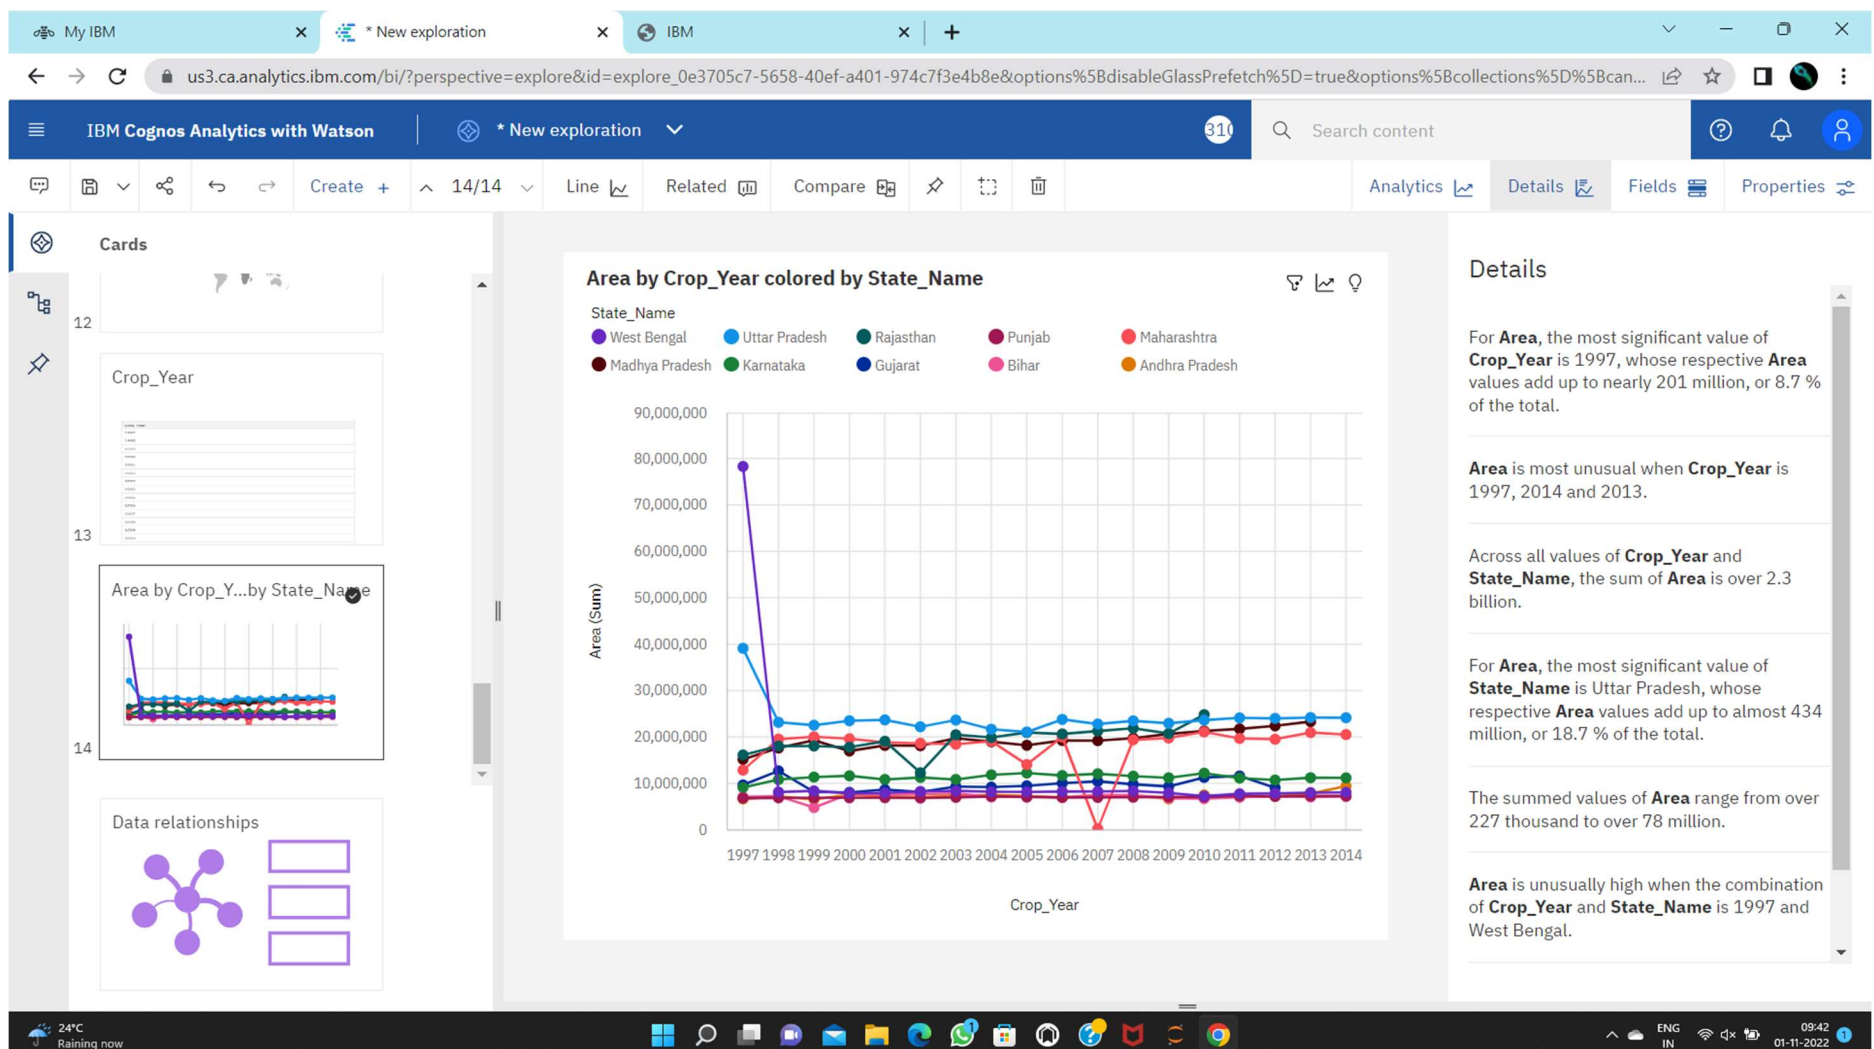 My IBM
* New exploration
IBM
us3.ca.analytics.ibm.com/bi/?perspective=explore&id=explore_0e3705c7-5658-40ef-a401-974c7f3e4b8e&options%5BdisableGlassPrefetch%5D=true&options%5Bcollections%5D%5Bcan...
IBM Cognos Analytics with Watson
* New exploration
310
Search content
Create +
14/14
Line
Related
Compare
Analytics
Details
Fields
Properties
Cards
12
Crop_Year
13
Area by Crop_Y...by State_Name
14
Data relationships
Area by Crop_Year colored by State_Name
State_Name
West Bengal Uttar Pradesh Rajasthan Punjab Maharashtra
Madhya Pradesh Karnataka Gujarat Bihar Andhra Pradesh
90,000,000
80,000,000
70,000,000
60,000,000
50,000,000
40,000,000
30,000,000
20,000,000
10,000,000
0
Area (Sum)
1997 1998 1999 2000 2001 2002 2003 2004 2005 2006 2007 2008 2009 2010 2011 2012 2013 2014
Crop_Year
Details
For Area, the most significant value of
Crop_Year is 1997, whose respective Area
values add up to nearly 201 million, or 8.7 %
of the total.
Area is most unusual when Crop_Year is
1997, 2014 and 2013.
Across all values of Crop_Year and
State_Name, the sum of Area is over 2.3
billion.
For Area, the most significant value of
State_Name is Uttar Pradesh, whose
respective Area values add up to almost 434
million, or 18.7 % of the total.
The summed values of Area range from over
227 thousand to over 78 million.
Area is unusually high when the combination
of Crop_Year and State_Name is 1997 and
West Bengal.
24°C
Raining now
1
ENG
IN
09:42
01-11-2022
1